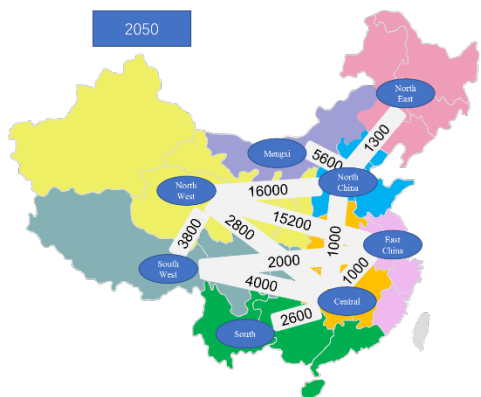 2050
North
East
1300
Mengxi
5600
North
China
North
West
16000
15200
3800
2800
1000
East
China
South
West
2000
4000
1000
Central
2600
South